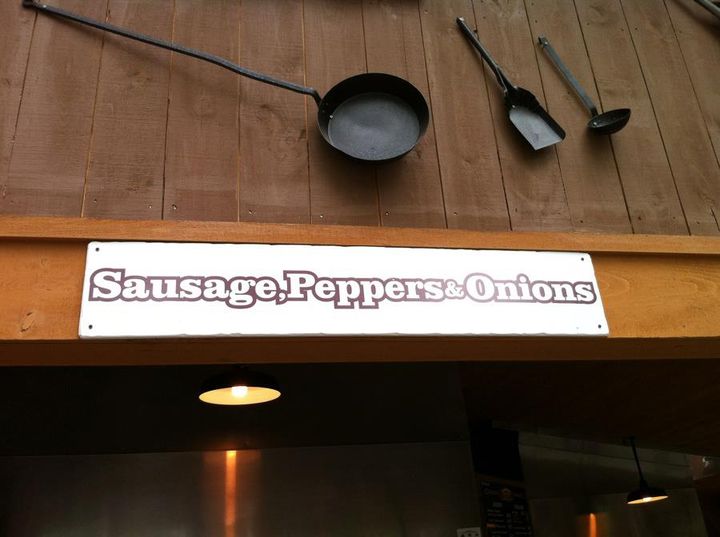 Sausage, Peppers & Onions